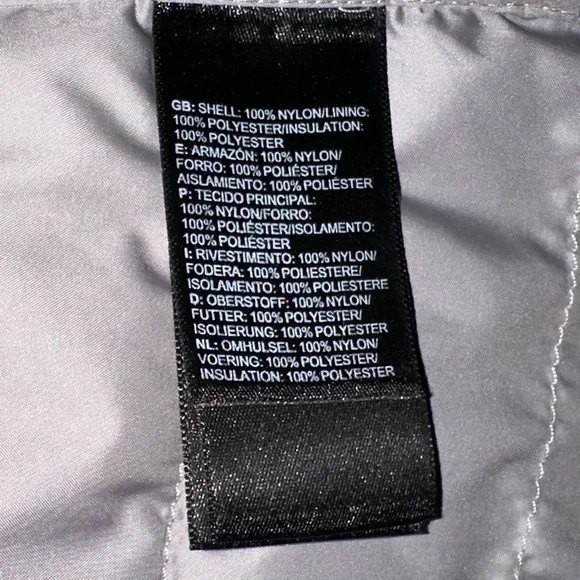 GB: SHELL: 100% NYLON/LINING:
100% POLYESTER/INSULATION:
100% POLYESTER
E: ARMAZÓN: 100% NYLON/
FORRO: 100% POLIÉSTER/
AISLAMIENTO: 100% POLIÉSTER
P: TECIDO PRINCIPAL:
100% NYLON/FORRO:
100% POLIÉSTER/ISOLAMENTO:
100% POLIÉSTER
I: RIVESTIMENTO: 100% NYLON/
FODERA: 100% POLIESTERE/
ISOLAMENTO: 100% POLIESTERE
D: OBERSTOFF: 100% NYLON/
FUTTER: 100% POLYESTER/
ISOLIERUNG: 100% POLYESTER
NL: OMHULSEL: 100% NYLON/
VOERING: 100% POLYESTER/
INSULATION: 100% POLYESTER